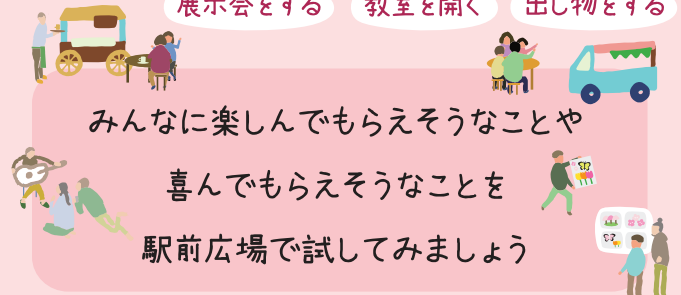 展示会をする 教室を開く 出し物をする
みんなに楽しんでもらえそうなことや
喜んでもらえそうなことを
駅前広場で試してみましょう